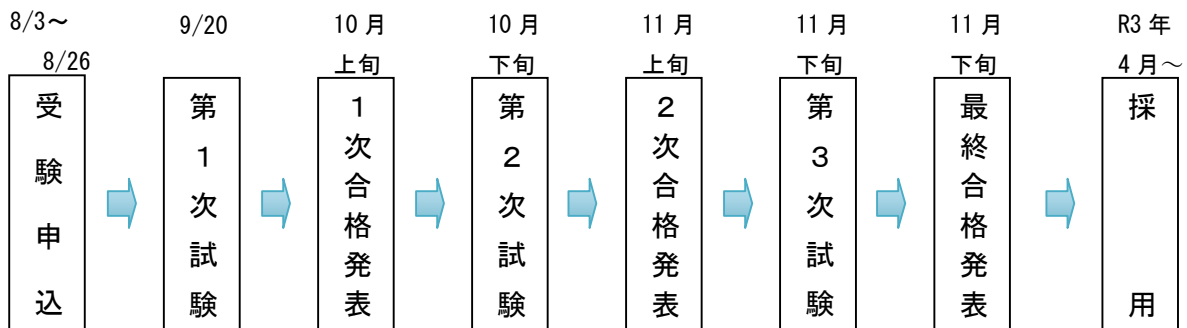 8/3～
8/26
受験申込
9/20
第１次試験
10月
上旬
１次合格発表
10月
下旬
第２次試験
11月
上旬
２次合格発表
11月
下旬
第３次試験
11月
下旬
最終合格発表
R3年
4月～
採用